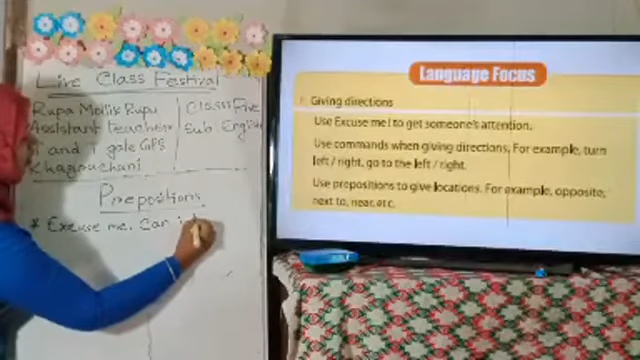 Live Class Festival
Rupa Mollik Rupu
Assistant teacher
T and T gate GPS
Khagrachari
Class Five
Sub English
Prepositions
* Excuse me. Can
Language Focus
Giving directions
Use Excuse me! to get someone's attention.
Use commands when giving directions, For example, turn
left / right, go to the left / right.
Use prepositions to give locations. For example, opposite,
next to, near, etc.